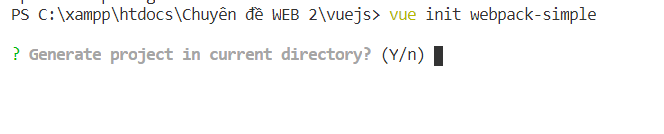 PS C:\xampp\htdocs\Chuyên đề WEB 2\vuejs> vue init webpack-simple
? Generate project in current directory? (Y/n)